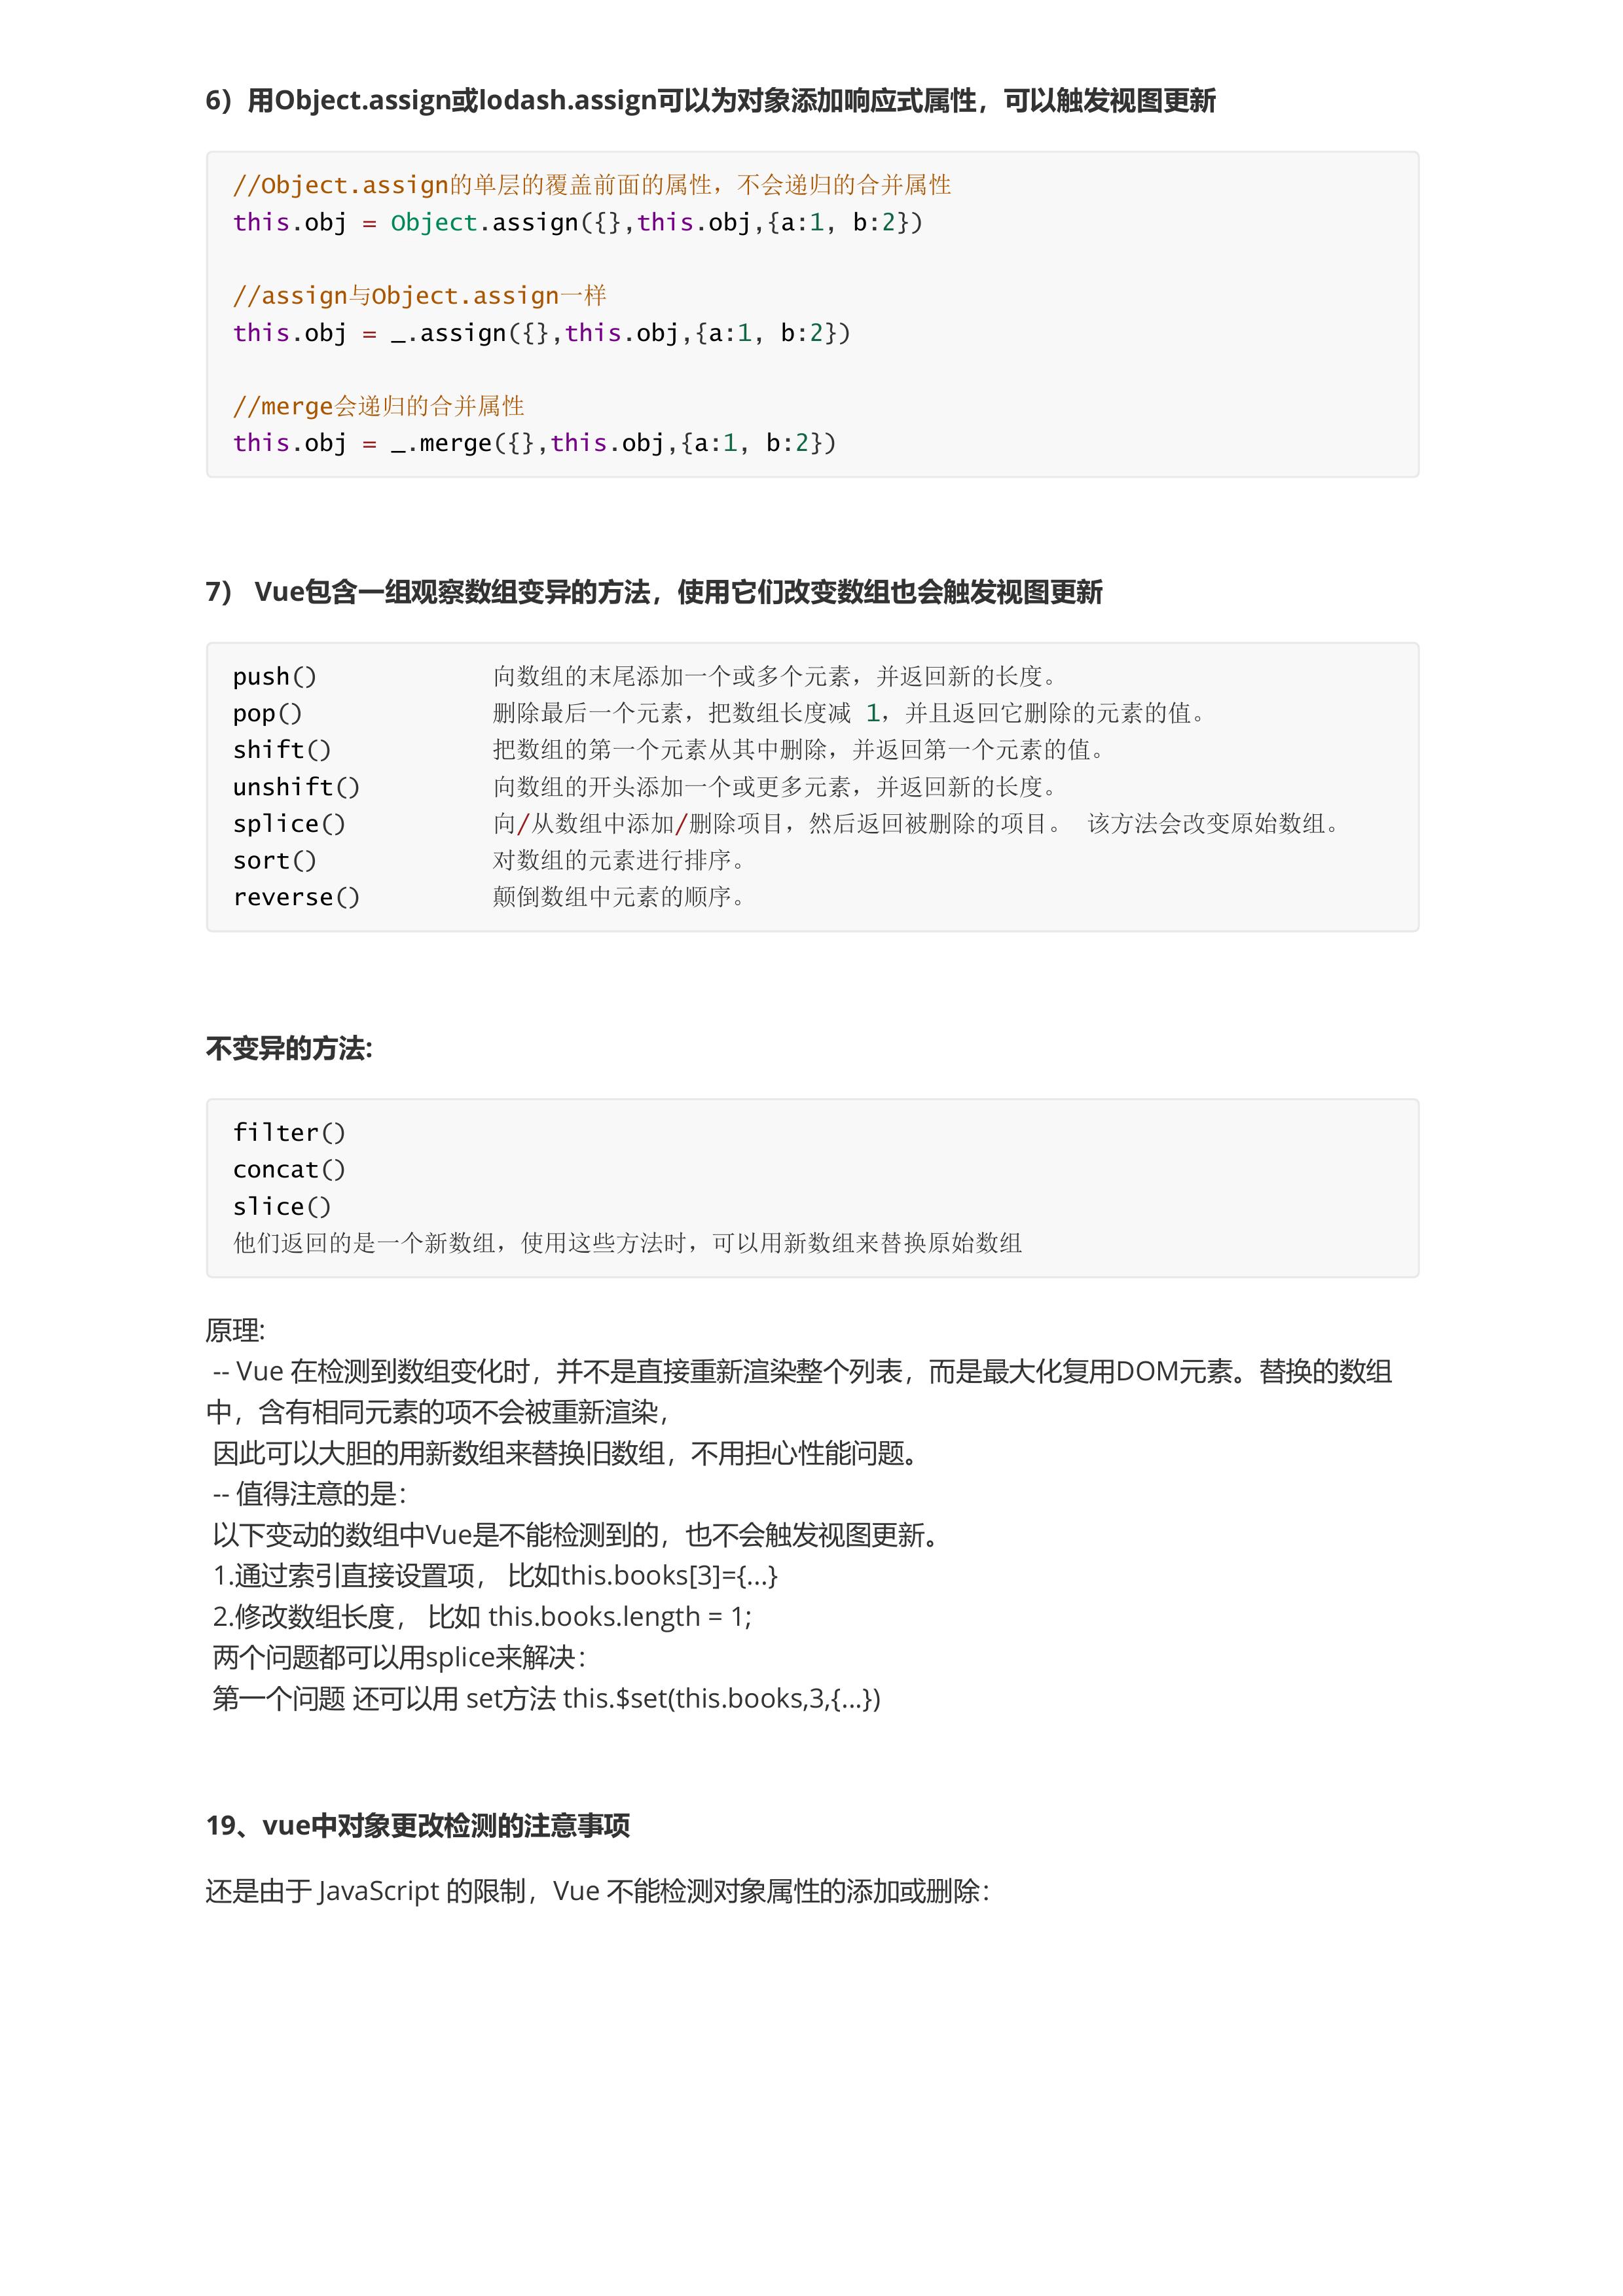 6）用Object.assign或lodash.assign可以为对象添加响应式属性，可以触发视图更新
//Object.assign的单层的覆盖前面的属性，不会递归的合并属性
this.obj = Object.assign({},this.obj,{a:1, b:2})
//assign与Object.assign一样
this.obj = _.assign({},this.obj,{a:1, b:2})
//merge会递归的合并属性
this.obj = _.merge({},this.obj,{a:1, b:2})
7） Vue包含一组观察数组变异的方法，使用它们改变数组也会触发视图更新
push() 向数组的末尾添加一个或多个元素，并返回新的长度。
pop() 删除最后一个元素，把数组长度减 1，并且返回它删除的元素的值。
shift() 把数组的第一个元素从其中删除，并返回第一个元素的值。
unshift() 向数组的开头添加一个或更多元素，并返回新的长度。
splice() 向/从数组中添加/删除项目，然后返回被删除的项目。 该方法会改变原始数组。
sort() 对数组的元素进行排序。
reverse() 颠倒数组中元素的顺序。
不变异的方法:
filter()
concat()
slice()
他们返回的是一个新数组，使用这些方法时，可以用新数组来替换原始数组
原理:
-- Vue 在检测到数组变化时，并不是直接重新渲染整个列表，而是最大化复用DOM元素。替换的数组
中，含有相同元素的项不会被重新渲染，
因此可以大胆的用新数组来替换旧数组，不用担心性能问题。
-- 值得注意的是：
以下变动的数组中Vue是不能检测到的，也不会触发视图更新。
1.通过索引直接设置项， 比如this.books[3]={...}
2.修改数组长度， 比如 this.books.length = 1;
两个问题都可以用splice来解决：
第一个问题 还可以用 set方法 this.$set(this.books,3,{...})
19、vue中对象更改检测的注意事项
还是由于 JavaScript 的限制，Vue 不能检测对象属性的添加或删除：